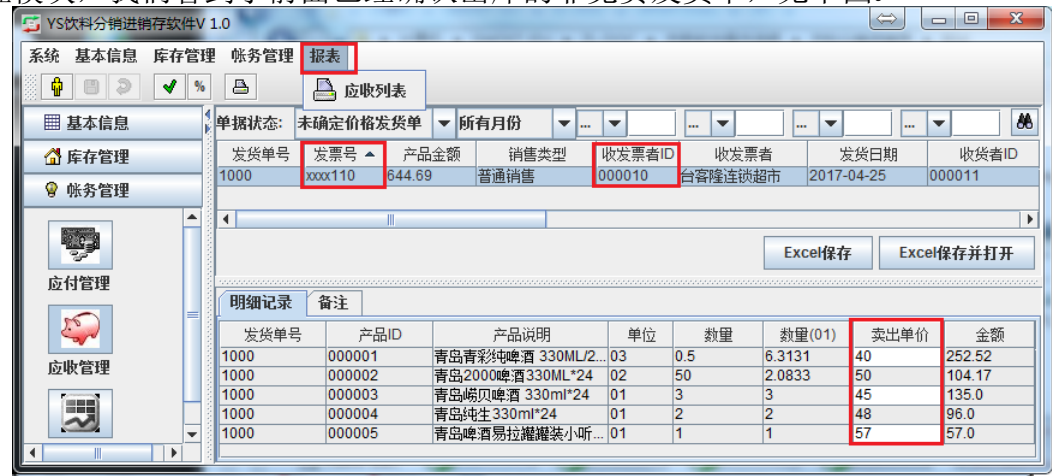 YS饮料分销进销存软件V 1.0
系统 基本信息 库存管理 帐务管理 报表
应收列表
基本信息
库存管理
帐务管理
应付管理
应收管理
单据状态: 未确定价格发货单 所有月份 ... ... ... ...
发货单号 发票号 产品金额 销售类型 收发票者ID 收发票者 发货日期 收货者ID
1000 xxxx110 644.69 普通销售 000010 台客隆连锁超市 2017-04-25 000011
Excel保存 Excel保存并打开
明细记录 备注
发货单号 产品ID 产品说明 单位 数量 数量(01) 卖出单价 金额
1000 000001 青岛青彩纯啤酒 330ML/2... 03 0.5 6.3131 40 252.52
1000 000002 青岛2000啤酒330ML*24 02 50 2.0833 50 104.17
1000 000003 青岛崂贝啤酒 330ml*24 01 3 3 45 135.0
1000 000004 青岛纯生330ml*24 01 2 2 48 96.0
1000 000005 青岛啤酒易拉罐罐装小听... 01 1 1 57 57.0